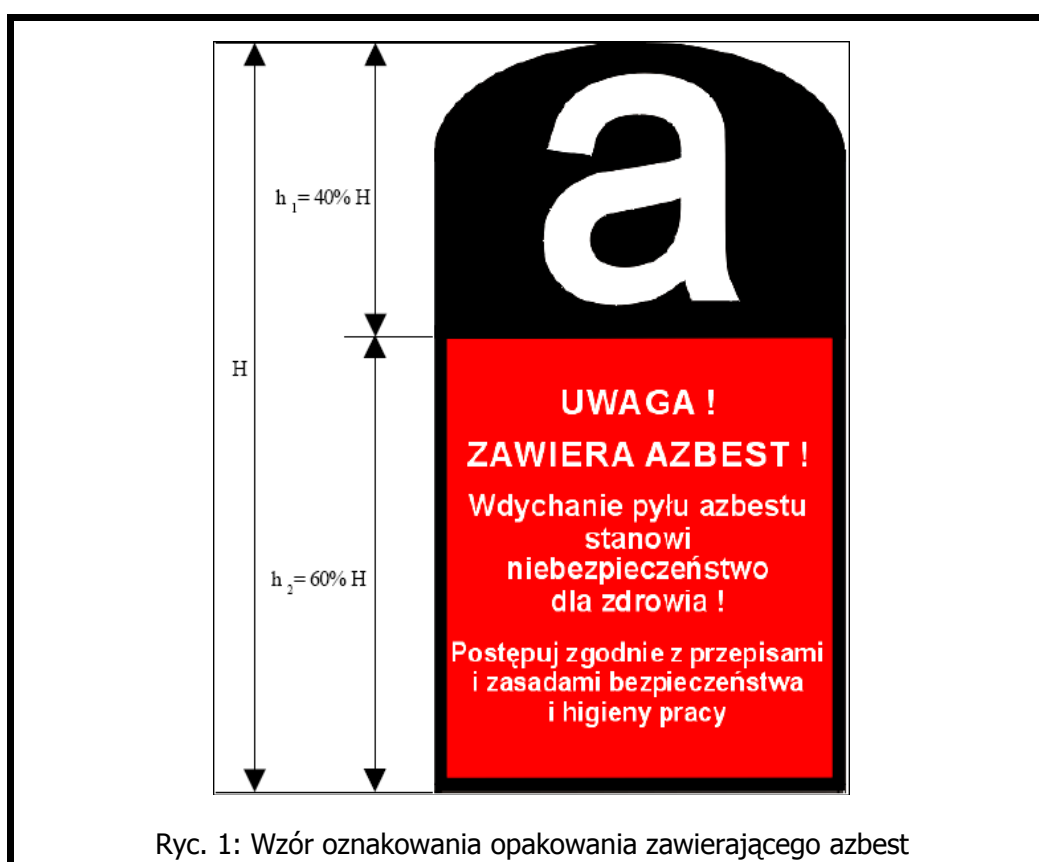 a
h₁= 40% H
H
UWAGA !
ZAWIERA AZBEST !
Wdychanie pyłu azbestu
stanowi
niebezpieczeństwo
dla zdrowia !
h₂= 60% H
Postępuj zgodnie z przepisami
i zasadami bezpieczeństwa
i higieny pracy
Ryc. 1: Wzór oznakowania opakowania zawierającego azbest